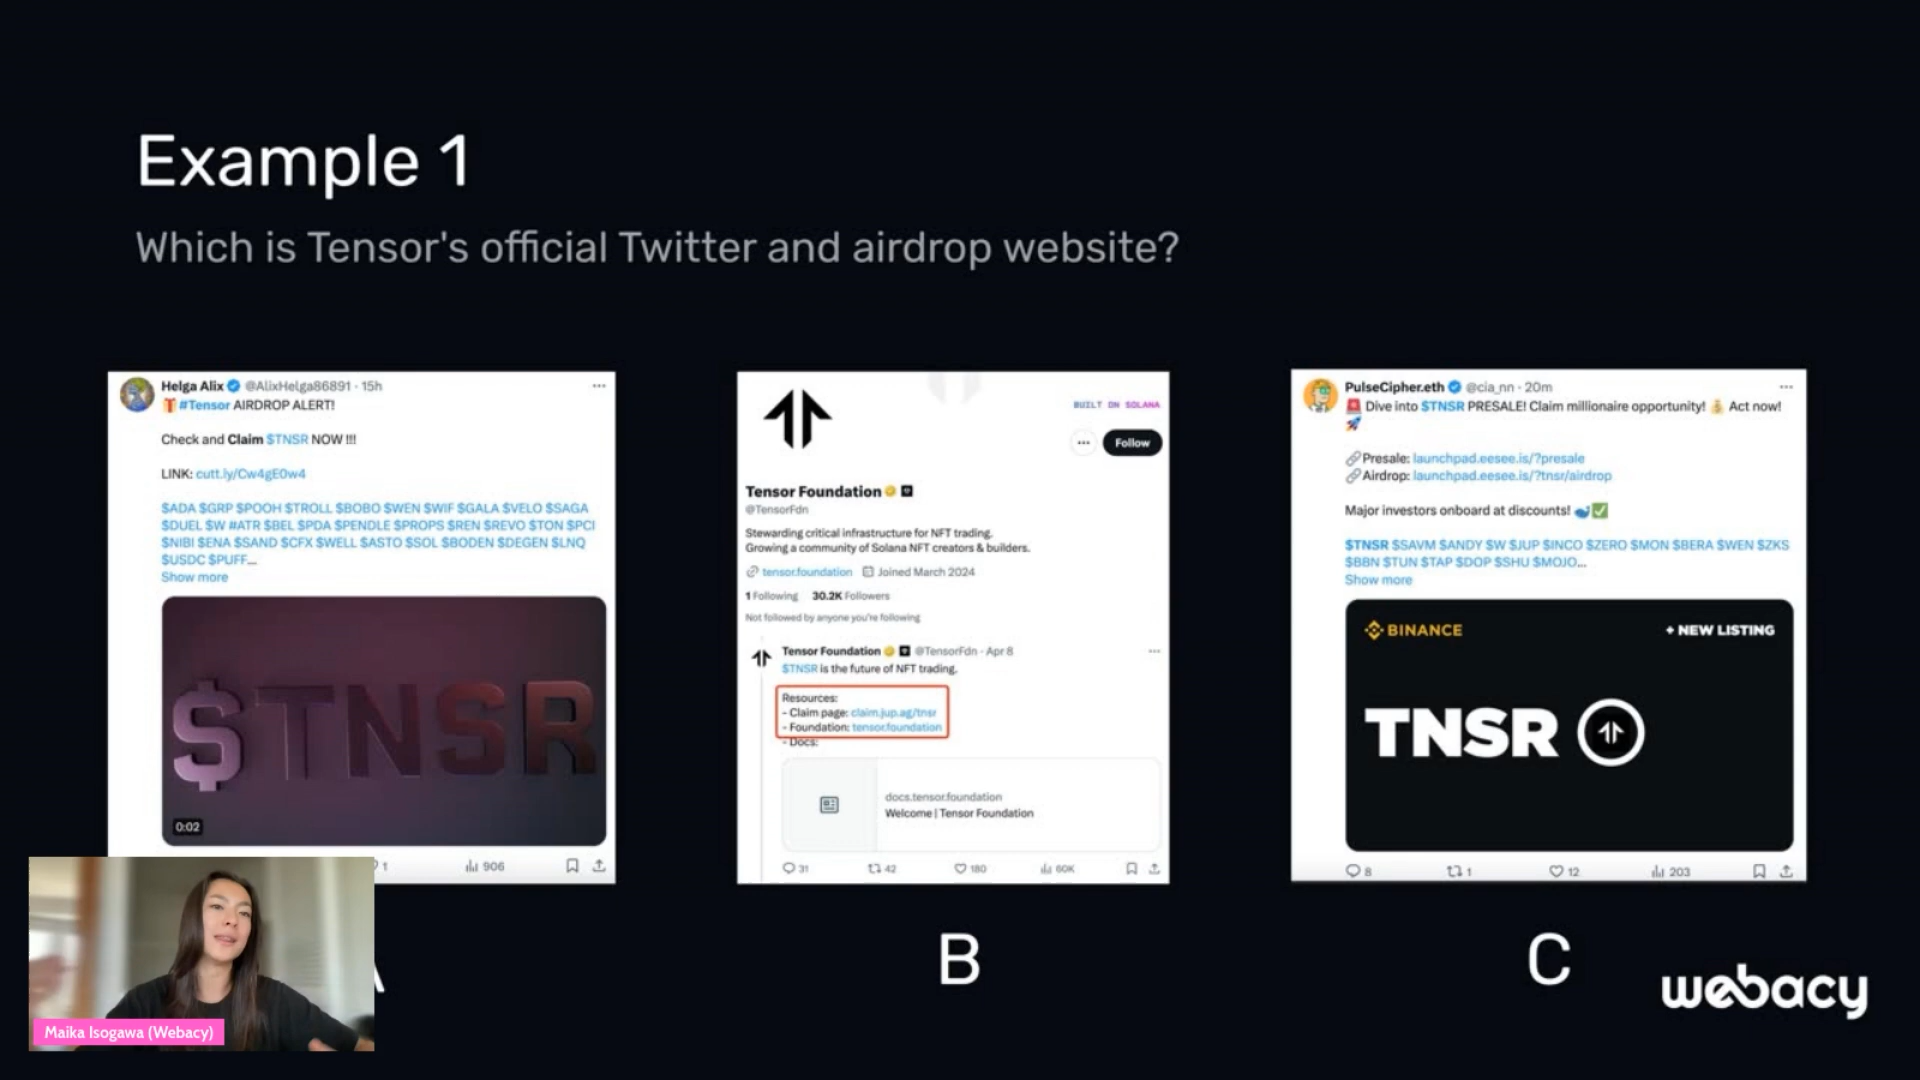 Example 1
Which is Tensor's official Twitter and airdrop website?
Helga Alix @AlixHelga86891 · 15h
#Tensor AIRDROP ALERT!
Check and Claim $TNSR NOW !!!
LINK: cutt.ly/Cw4gE0w4
$ADA $GRP $POOH $TROLL $BOBO $WEN $WIF $GALA $VELO $SAGA
$DUEL $W #ATR $BEL $PDA $PENDLE $PROPS $REN $REVO $TON $PCI
$NIBI $ENA $SAND $CFX $WELL $ASTO $SOL $BODEN $DEGEN $LNQ
$USDC $PUFF...
Show more
$TNSR
0:02
1 906
BUILT ON SOLANA
Follow
Tensor Foundation
@TensorFdn
Stewarding critical infrastructure for NFT trading.
Growing a community of Solana NFT creators & builders.
tensor.foundation Joined March 2024
1 Following 30.2K Followers
Not followed by anyone you're following
Tensor Foundation @TensorFdn · Apr 8
$TNSR is the future of NFT trading.
Resources:
- Claim page: claim.jup.ag/tnsr
- Foundation: tensor.foundation
- Docs:
docs.tensor.foundation
Welcome | Tensor Foundation
31 42 180 60K
PulseCipher.eth @cia_nn · 20m
Dive into $TNSR PRESALE! Claim millionaire opportunity! Act now!
Presale: launchpad.eesee.is/?presale
Airdrop: launchpad.eesee.is/?tnsr/airdrop
Major investors onboard at discounts!
$TNSR $SAVM $ANDY $W $JUP $INCO $ZERO $MON $BERA $WEN $ZKS
$BBN $TUN $TAP $DOP $SHU $MOJO...
Show more
BINANCE + NEW LISTING
TNSR
8 1 12 203
B
C
webacy
Maika Isogawa (Webacy)